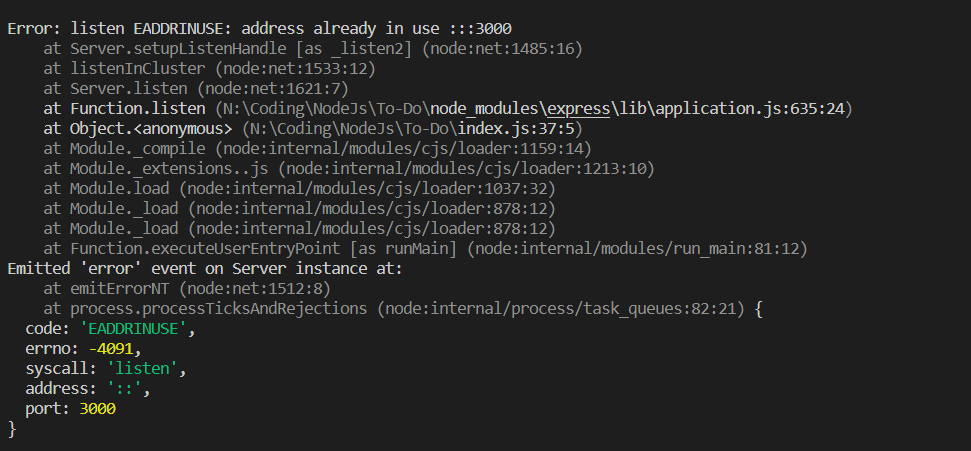 Error: listen EADDRINUSE: address already in use :::3000
    at Server.setupListenHandle [as _listen2] (node:net:1485:16)
    at listenInCluster (node:net:1533:12)
    at Server.listen (node:net:1621:7)
    at Function.listen (N:\Coding\NodeJs\To-Do\node_modules\express\lib\application.js:635:24)
    at Object.<anonymous> (N:\Coding\NodeJs\To-Do\index.js:37:5)
    at Module._compile (node:internal/modules/cjs/loader:1159:14)
    at Module._extensions..js (node:internal/modules/cjs/loader:1213:10)
    at Module.load (node:internal/modules/cjs/loader:1037:32)
    at Module._load (node:internal/modules/cjs/loader:878:12)
    at Module._load (node:internal/modules/cjs/loader:878:12)
    at Function.executeUserEntryPoint [as runMain] (node:internal/modules/run_main:81:12)
Emitted 'error' event on Server instance at:
    at emitErrorNT (node:net:1512:8)
    at process.processTicksAndRejections (node:internal/process/task_queues:82:21) {
  code: 'EADDRINUSE',
  errno: -4091,
  syscall: 'listen',
  address: '::',
  port: 3000
}